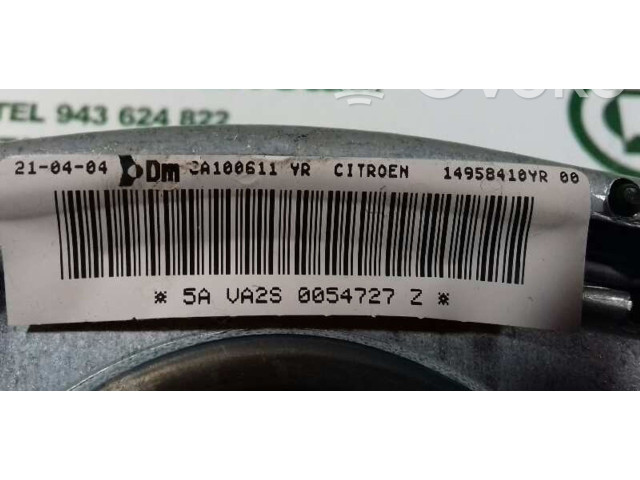 TEL 943 624 822
21-04-04 Dm CA100611 YR CITROEN 14958410YR 00
* 5A VA2S 0054727 Z *